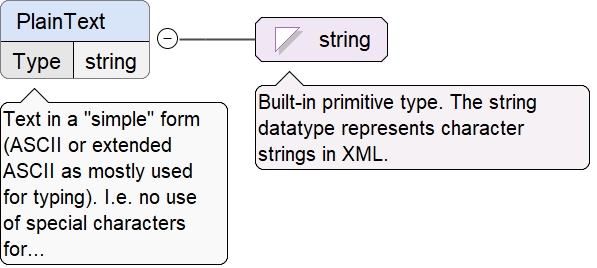 PlainText
Type string
string
Text in a "simple" form
(ASCII or extended
ASCII as mostly used
for typing). I.e. no use
of special characters
for...
Built-in primitive type. The string
datatype represents character
strings in XML.